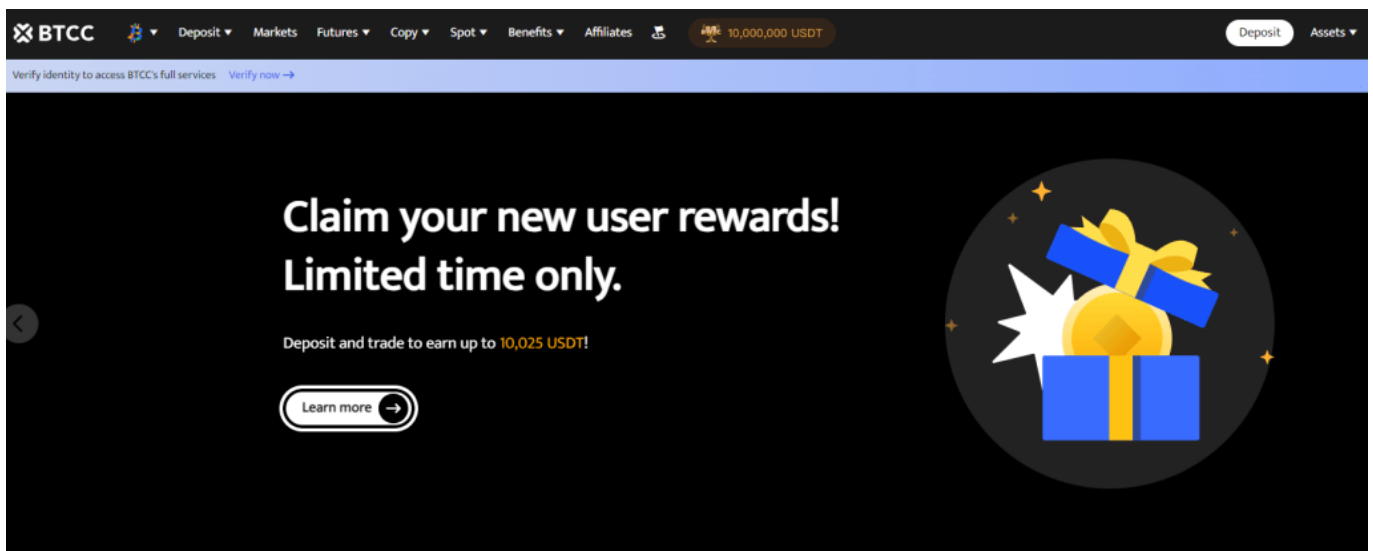 BTCC Deposit Markets Futures Copy Spot Benefits Affiliates 10,000,000 USDT Deposit Assets
Verify identity to access BTCC's full services Verify now →
Claim your new user rewards!
Limited time only.
Deposit and trade to earn up to 10,025 USDT!
Learn more →